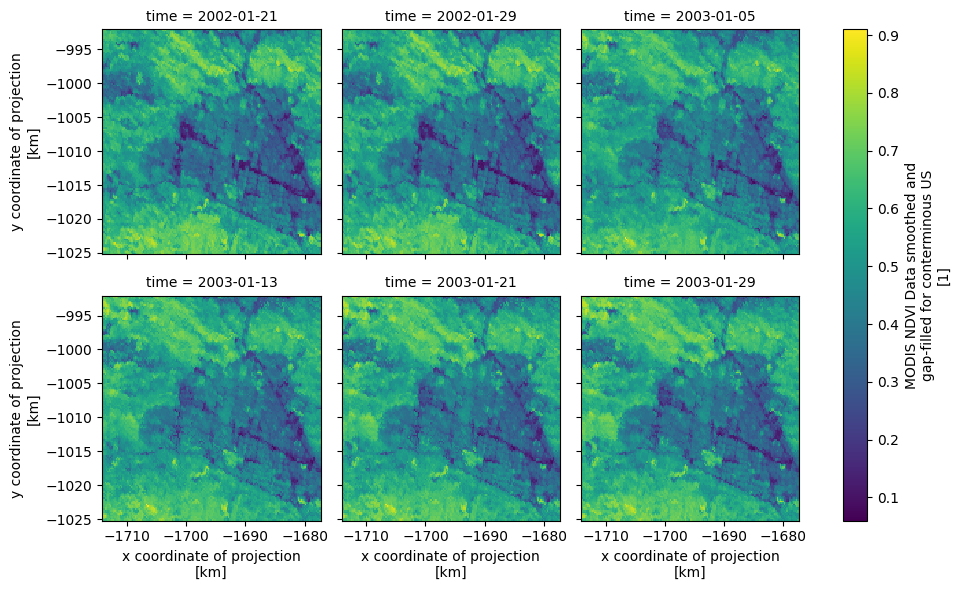 time = 2002-01-21
time = 2002-01-29
time = 2003-01-05
y coordinate of projection
[km]
−995
−1000
−1005
−1010
−1015
−1020
−1025
time = 2003-01-13
time = 2003-01-21
time = 2003-01-29
y coordinate of projection
[km]
−995
−1000
−1005
−1010
−1015
−1020
−1025
−1710 −1700 −1690 −1680
−1710 −1700 −1690 −1680
−1710 −1700 −1690 −1680
x coordinate of projection
[km]
x coordinate of projection
[km]
x coordinate of projection
[km]
0.9
0.8
0.7
0.6
0.5
0.4
0.3
0.2
0.1
MODIS NDVI Data smoothed and
gap-filled for conterminous US
[1]